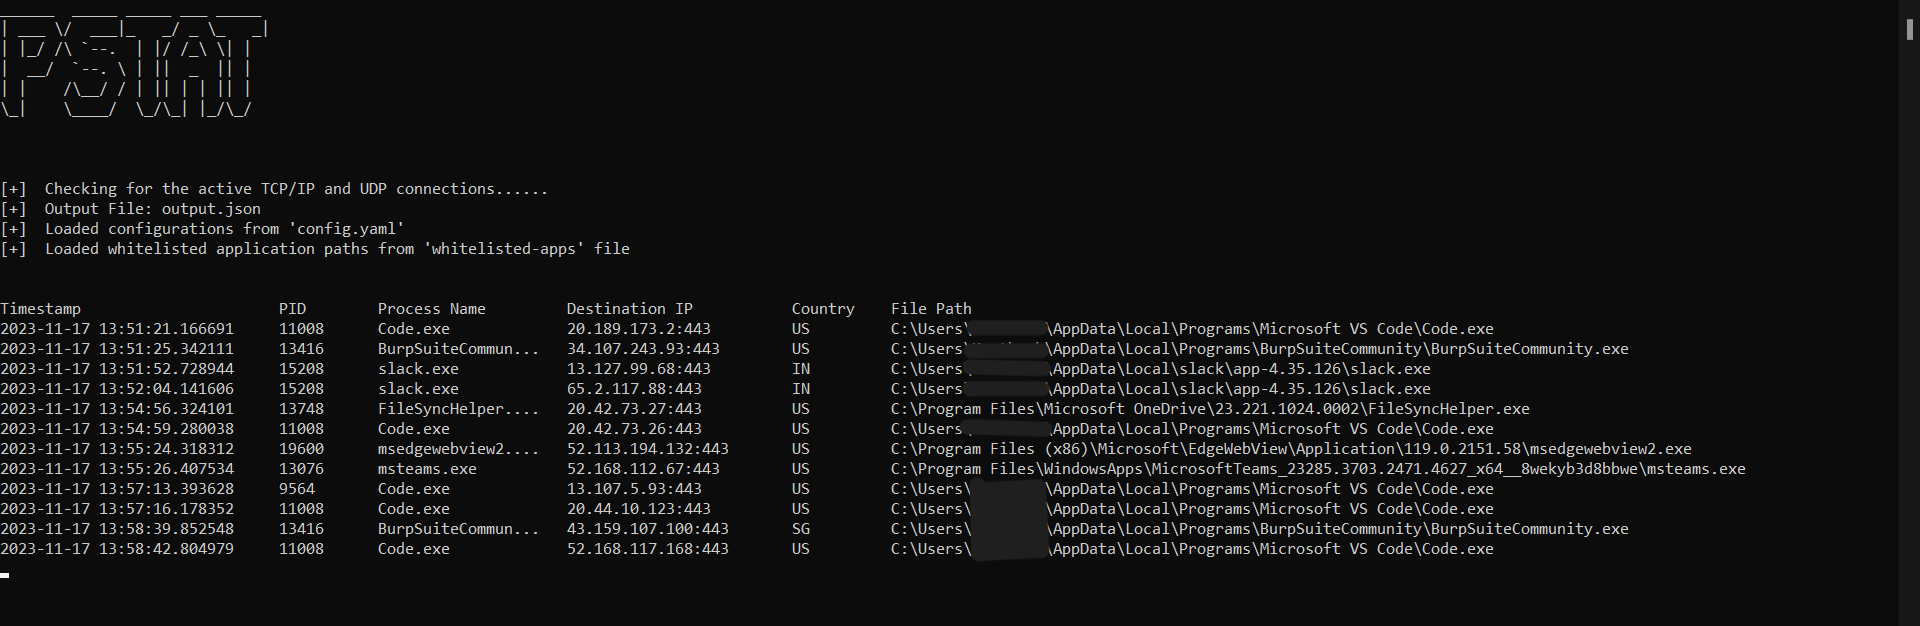 PSTAT
[+]  Checking for the active TCP/IP and UDP connections......
[+]  Output File: output.json
[+]  Loaded configurations from 'config.yaml'
[+]  Loaded whitelisted application paths from 'whitelisted-apps' file
Timestamp PID Process Name Destination IP Country File Path
2023-11-17 13:51:21.166691 11008 Code.exe 20.189.173.2:443 US C:\Users\ \AppData\Local\Programs\Microsoft VS Code\Code.exe
2023-11-17 13:51:25.342111 13416 BurpSuiteCommun... 34.107.243.93:443 US C:\Users\ \AppData\Local\Programs\BurpSuiteCommunity\BurpSuiteCommunity.exe
2023-11-17 13:51:52.728944 15208 slack.exe 13.127.99.68:443 IN C:\Users\ \AppData\Local\slack\app-4.35.126\slack.exe
2023-11-17 13:52:04.141606 15208 slack.exe 65.2.117.88:443 IN C:\Users\ \AppData\Local\slack\app-4.35.126\slack.exe
2023-11-17 13:54:56.324101 13748 FileSyncHelper.... 20.42.73.27:443 US C:\Program Files\Microsoft OneDrive\23.221.1024.0002\FileSyncHelper.exe
2023-11-17 13:54:59.280038 11008 Code.exe 20.42.73.26:443 US C:\Users\ \AppData\Local\Programs\Microsoft VS Code\Code.exe
2023-11-17 13:55:24.318312 19600 msedgewebview2.... 52.113.194.132:443 US C:\Program Files (x86)\Microsoft\EdgeWebView\Application\119.0.2151.58\msedgewebview2.exe
2023-11-17 13:55:26.407534 13076 msteams.exe 52.168.112.67:443 US C:\Program Files\WindowsApps\MicrosoftTeams_23285.3703.2471.4627_x64__8wekyb3d8bbwe\msteams.exe
2023-11-17 13:57:13.393628 9564 Code.exe 13.107.5.93:443 US C:\Users\ \AppData\Local\Programs\Microsoft VS Code\Code.exe
2023-11-17 13:57:16.178352 11008 Code.exe 20.44.10.123:443 US C:\Users\ \AppData\Local\Programs\Microsoft VS Code\Code.exe
2023-11-17 13:58:39.852548 13416 BurpSuiteCommun... 43.159.107.100:443 SG C:\Users\ \AppData\Local\Programs\BurpSuiteCommunity\BurpSuiteCommunity.exe
2023-11-17 13:58:42.804979 11008 Code.exe 52.168.117.168:443 US C:\Users\ \AppData\Local\Programs\Microsoft VS Code\Code.exe